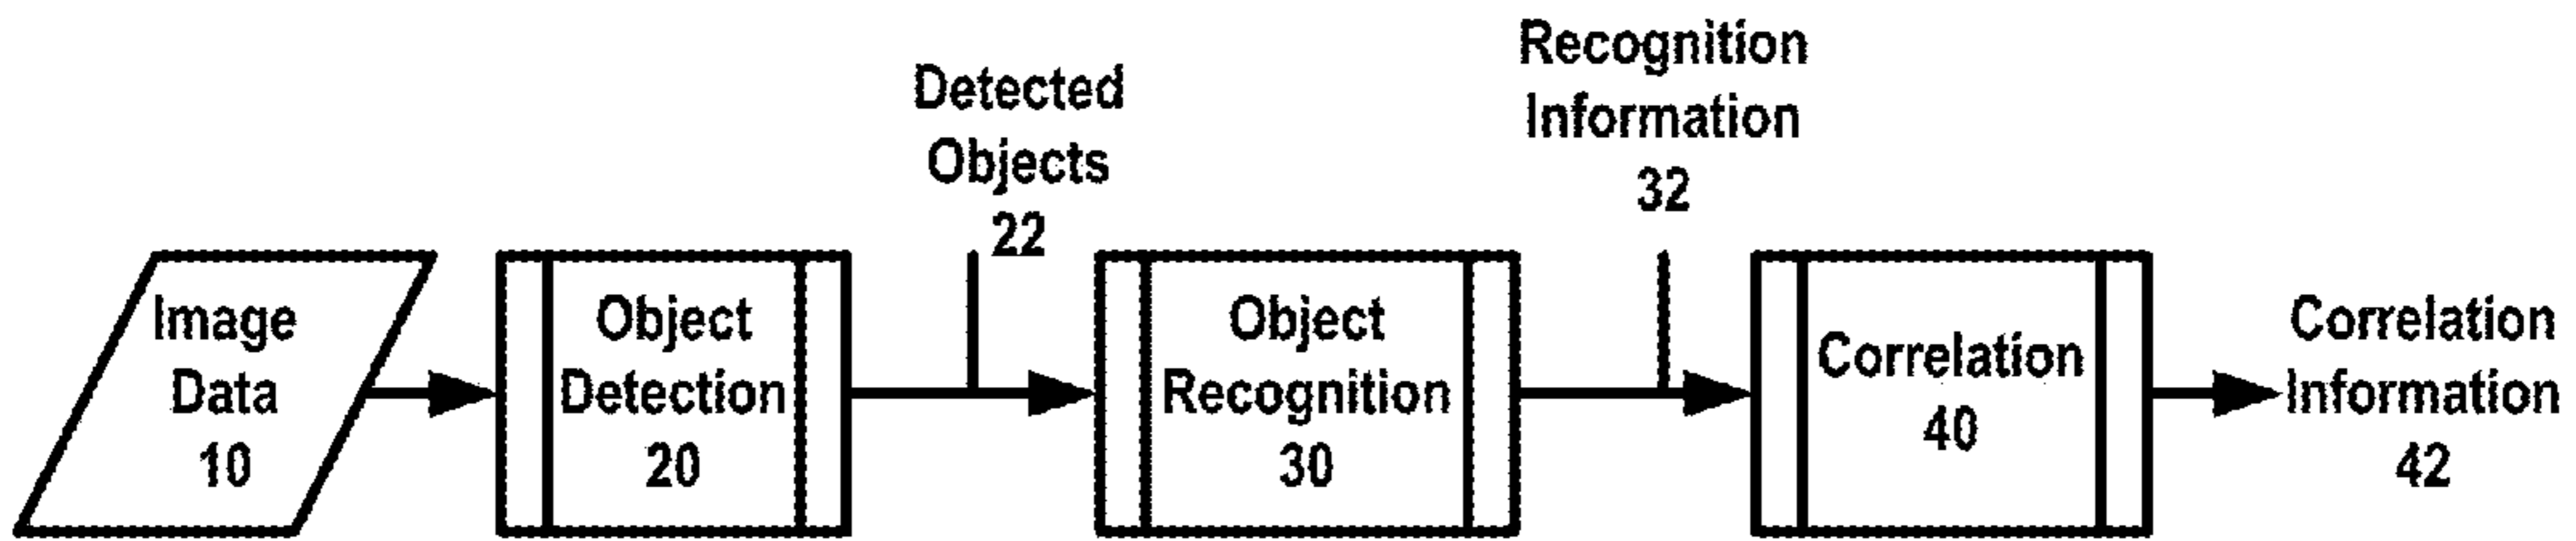 Image
Data
10
Object
Detection
20
Detected
Objects
22
Object
Recognition
30
Recognition
Information
32
Correlation
40
Correlation
Information
42